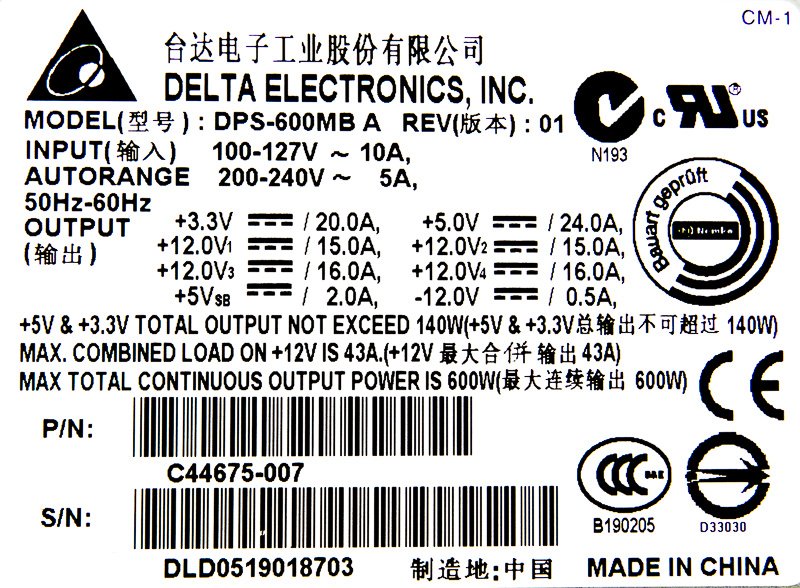 CM-1
台达电子工业股份有限公司
DELTA ELECTRONICS, INC.
MODEL(型号) : DPS-600MB A REV(版本) : 01
N193
c RU® US
INPUT(输入) 100-127V ~ 10A,
AUTORANGE 200-240V ~ 5A,
50Hz-60Hz
OUTPUT
(输出)
+3.3V / 20.0A, +5.0V / 24.0A,
+12.0V1 / 15.0A, +12.0V2 / 15.0A,
+12.0V3 / 16.0A, +12.0V4 / 16.0A,
+5VSB / 2.0A, -12.0V / 0.5A,
Bauart geprüft
Nemko
+5V & +3.3V TOTAL OUTPUT NOT EXCEED 140W(+5V & +3.3V总输出不可超过 140W)
MAX. COMBINED LOAD ON +12V IS 43A.(+12V 最大合併输出 43A)
MAX TOTAL CONTINUOUS OUTPUT POWER IS 600W(最大连续输出 600W)
CE
P/N:
C44675-007
S/N:
DLD0519018703
CCC
B190205
D33030
制造地:中国 MADE IN CHINA